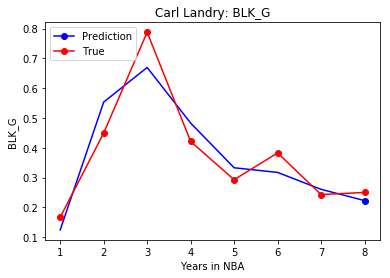 Carl Landry: BLK_G
Prediction
True
0.8
0.7
0.6
0.5
0.4
0.3
0.2
0.1
BLK_G
1 2 3 4 5 6 7 8
Years in NBA